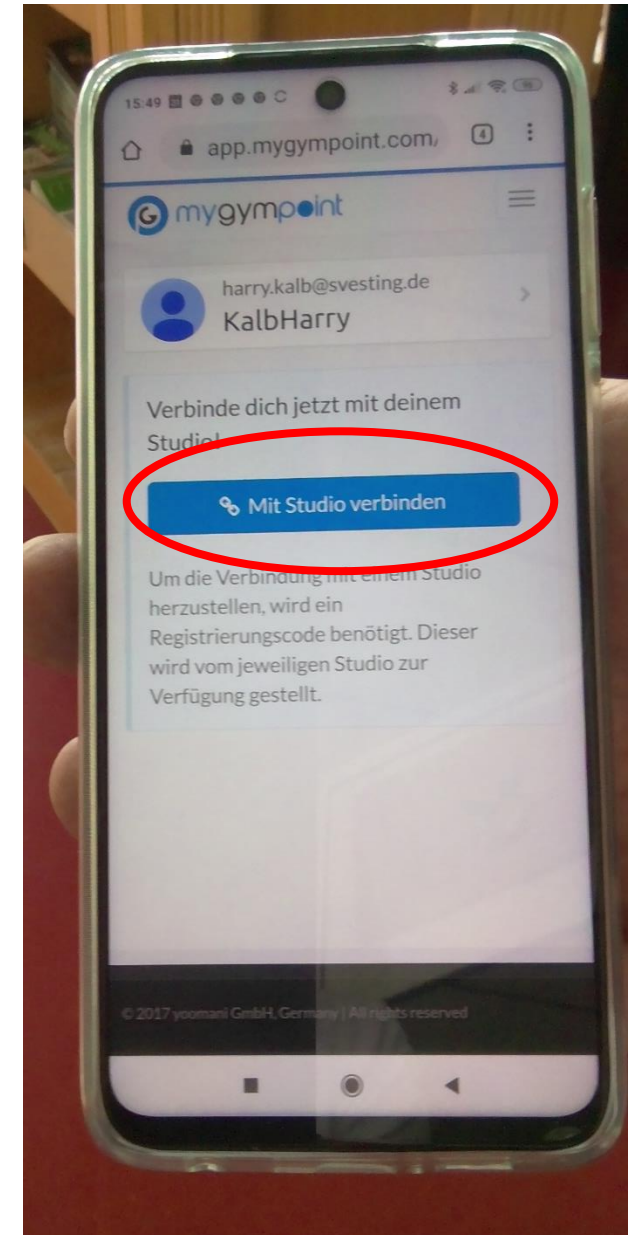 15:49
app.mygympoint.com/
4
mygympoint
harry.kalb@svesting.de
KalbHarry
Verbinde dich jetzt mit deinem
Studio!
Mit Studio verbinden
Um die Verbindung mit einem Studio
herzustellen, wird ein
Registrierungscode benötigt. Dieser
wird vom jeweiligen Studio zur
Verfügung gestellt.
© 2017 yoomani GmbH, Germany | All rights reserved